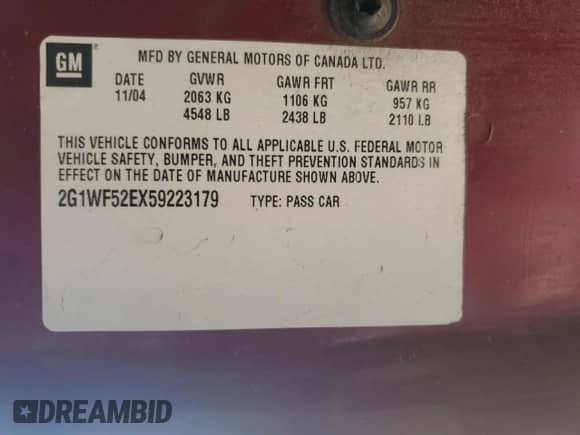 GM
MFD BY GENERAL MOTORS OF CANADA LTD.
DATE GVWR GAWR FRT GAWR RR
11/04 2063 KG 1106 KG 957 KG
4548 LB 2438 LB 2110 LB
THIS VEHICLE CONFORMS TO ALL APPLICABLE U.S. FEDERAL MOTOR
VEHICLE SAFETY, BUMPER, AND THEFT PREVENTION STANDARDS IN
EFFECT ON THE DATE OF MANUFACTURE SHOWN ABOVE.
2G1WF52EX59223179 TYPE: PASS CAR
DREAMBID